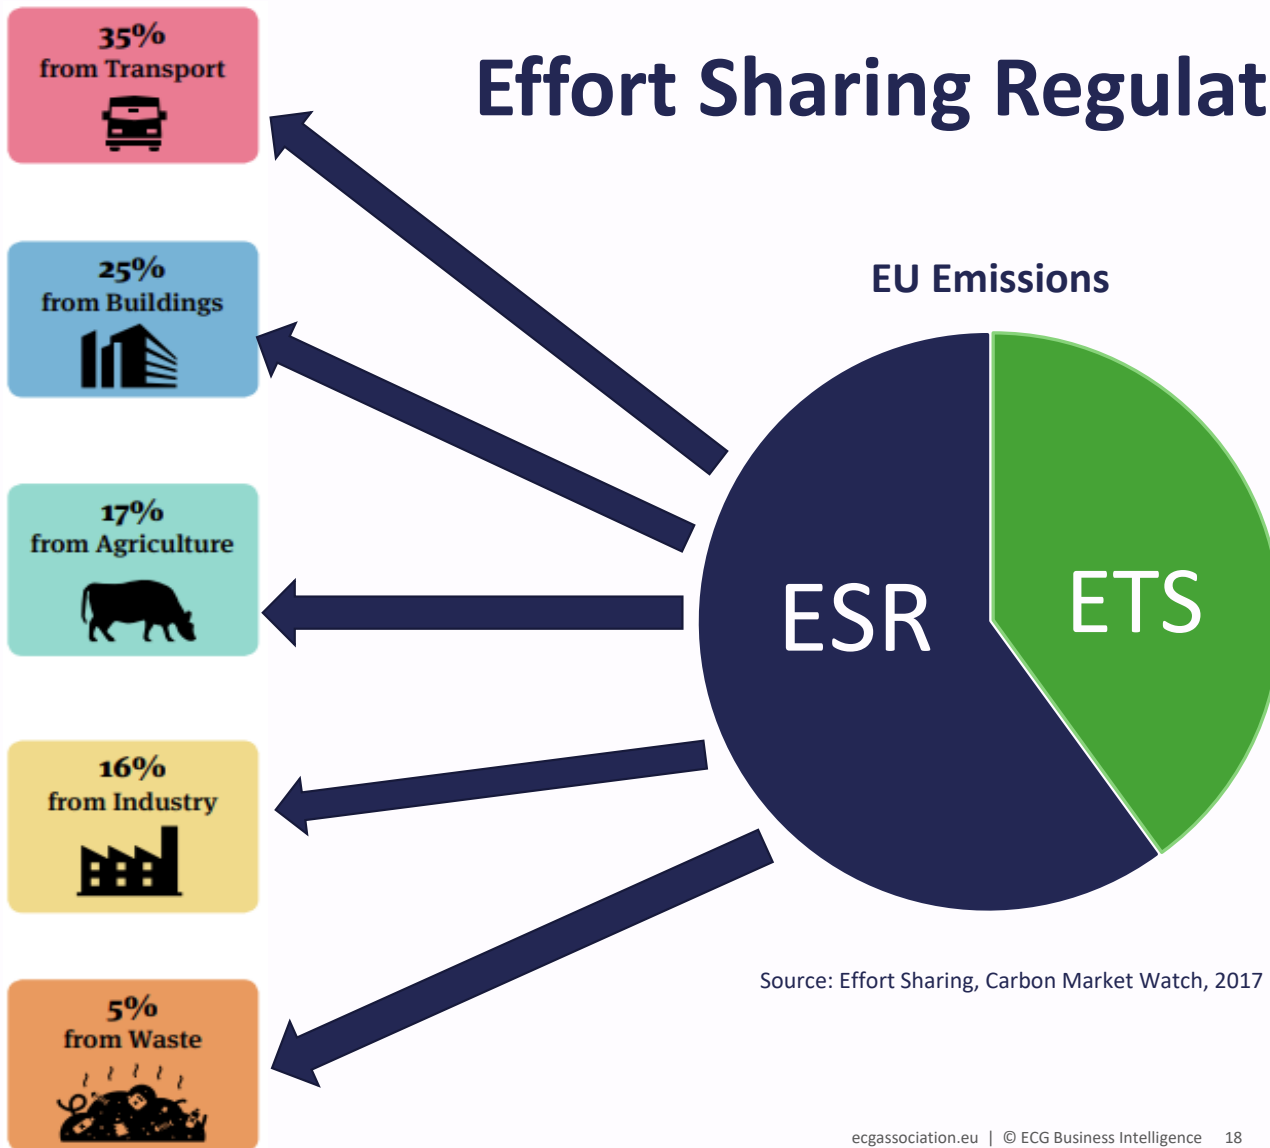 Effort Sharing Regulat
35%
from Transport
25%
from Buildings
17%
from Agriculture
16%
from Industry
5%
from Waste
EU Emissions
ESR
ETS
Source: Effort Sharing, Carbon Market Watch, 2017
ecgassociation.eu | © ECG Business Intelligence 18